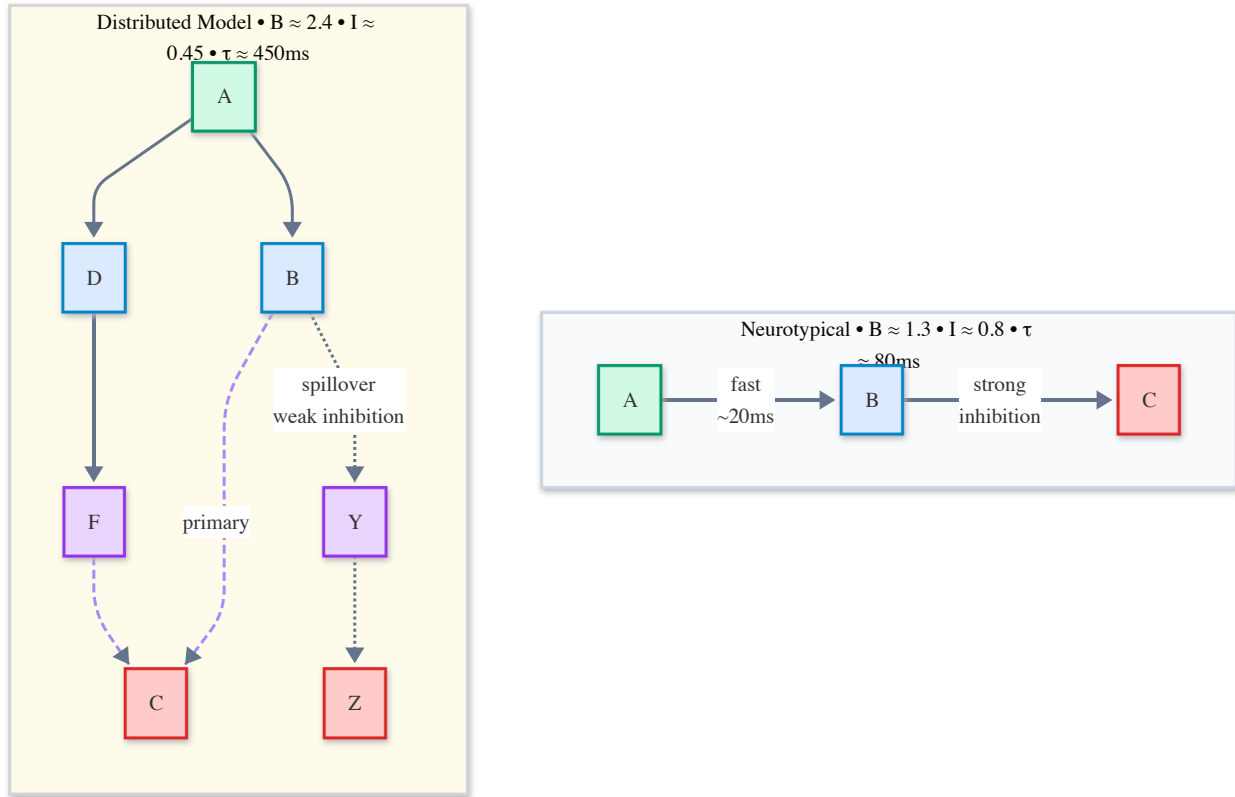 Distributed Model • B ≈ 2.4 • I ≈
0.45 • τ ≈ 450ms
A
D
B
spillover
weak inhibition
F
primary
Y
C
Z
Neurotypical • B ≈ 1.3 • I ≈ 0.8 • τ
≈ 80ms
A
fast
~20ms
B
strong
inhibition
C